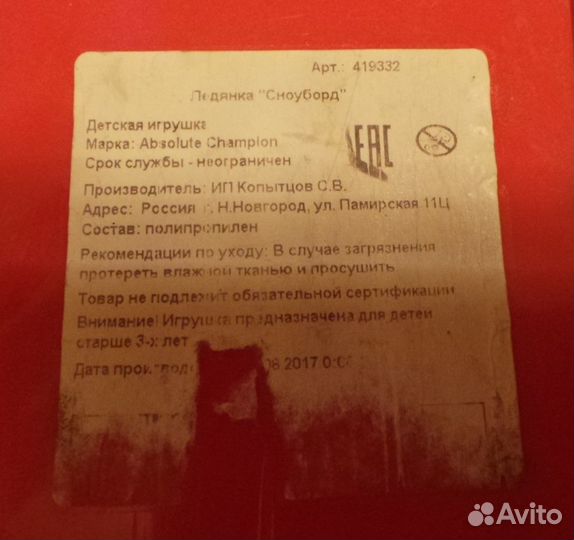 Арт.: 419332
Ледянка "Сноуборд"
Детская игрушка
Марка: Absolute Champion
Срок службы - неограничен
EAC
Производитель: ИП Копытцов С.В.
Адрес: Россия г. Н.Новгород, ул. Памирская 11Ц
Состав: полипропилен
Рекомендации по уходу: В случае загрязнения
протереть влажной тканью и просушить
Товар не подлежит обязательной сертификации
Внимание! Игрушка предназначена для детей
старше 3-х лет
Дата 08.2017
Avito